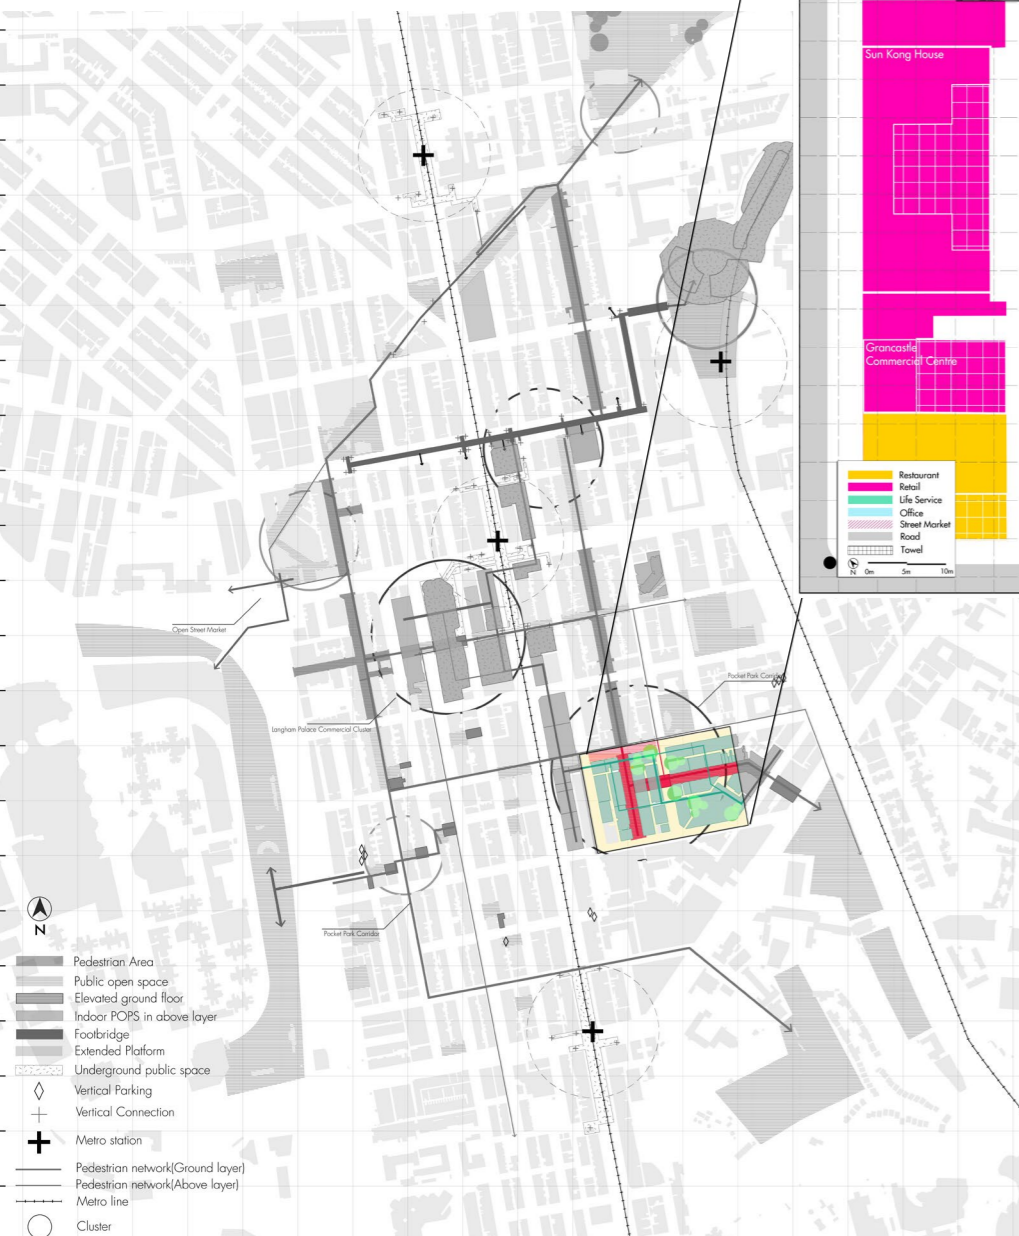 Sun Kong House
Grancastle
Commercial Centre
Restaurant
Retail
Life Service
Office
Street Market
Road
Towel
N
0m
5m
10m
Open Street Market
Langham Palace Commercial Cluster
Pocket Park Corridor
Pocket Park Corridor
N
Pedestrian Area
Public open space
Elevated ground floor
Indoor POPS in above layer
Footbridge
Extended Platform
Underground public space
Vertical Parking
Vertical Connection
Metro station
Pedestrian network(Ground layer)
Pedestrian network(Above layer)
Metro line
Cluster